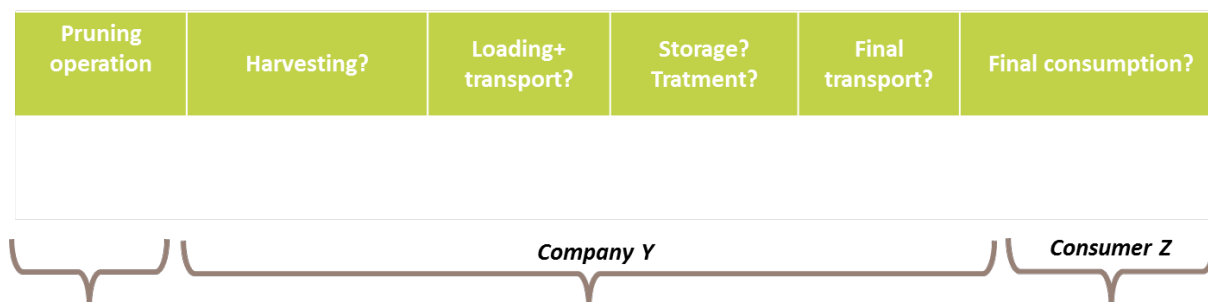 Pruning
operation
Harvesting?
Loading+
transport?
Storage?
Tratment?
Final
transport?
Final consumption?
Company Y
Consumer Z